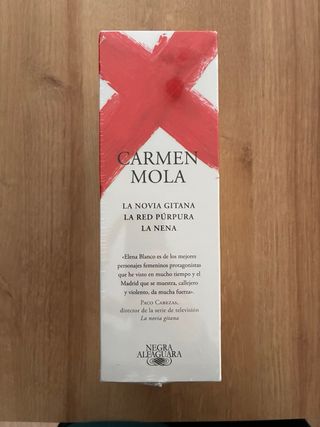 CARMEN
MOLA
LA NOVIA GITANA
LA RED PÚRPURA
LA NENA
«Elena Blanco es de los mejores
personajes femeninos protagonistas
que he visto en mucho tiempo y el
Madrid que se muestra, callejero
y violento, da mucha fuerza».
Paco Cabezas,
director de la serie de televisión
La novia gitana
NEGRA
ALFAGUARA